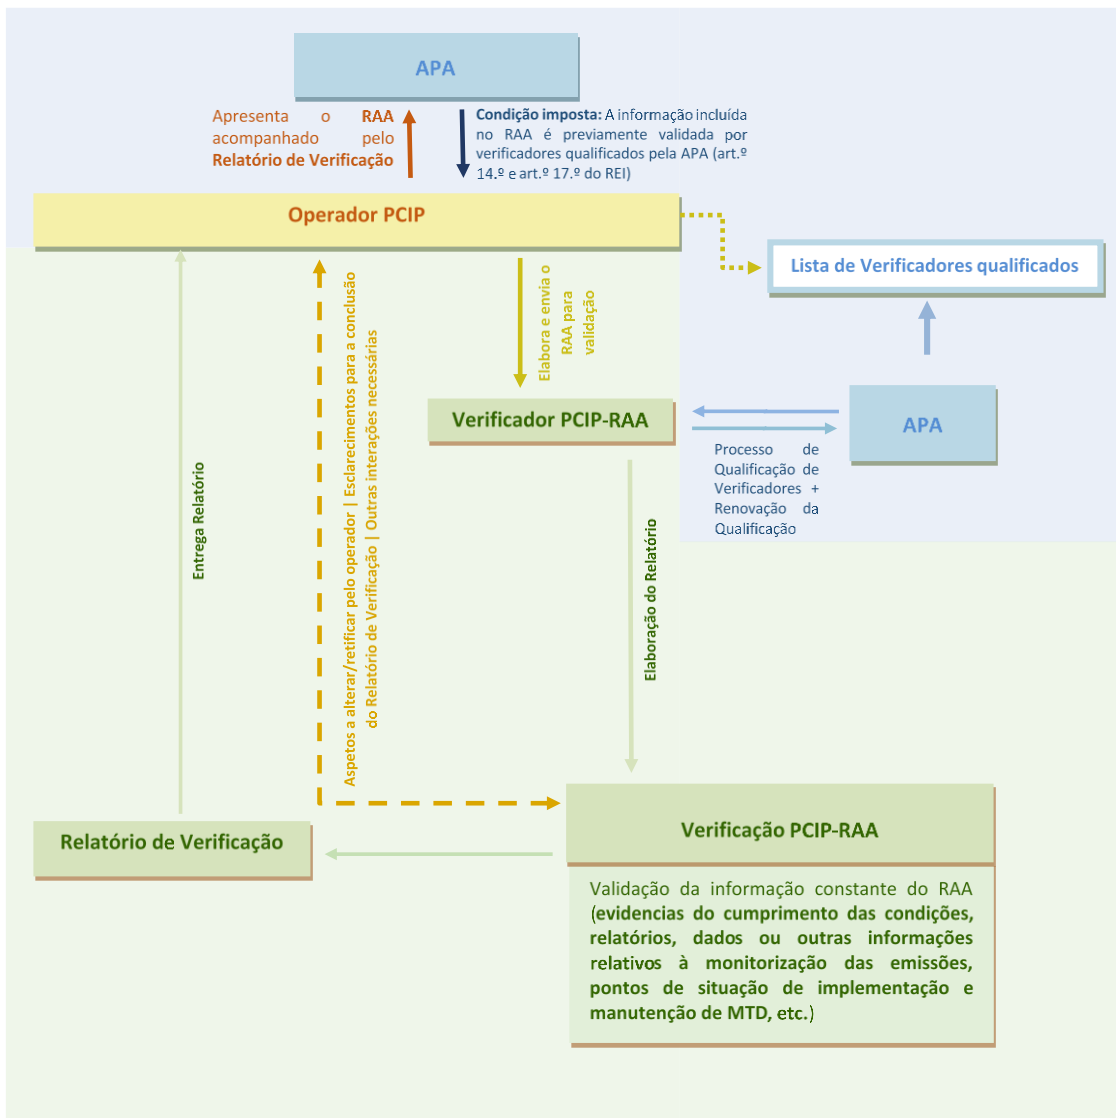 APA
Apresenta o RAA
acompanhado pelo
Relatório de Verificação
Condição imposta: A informação incluída
no RAA é previamente validada por
verificadores qualificados pela APA (art.º
14.º e art.º 17.º do REI)
Operador PCIP
Lista de Verificadores qualificados
Elabora e envia o
RAA para
validação
Aspetos a alterar/retificar pelo operador | Esclarecimentos para a conclusão
do Relatório de Verificação | Outras interações necessárias
Verificador PCIP-RAA
APA
Processo de
Qualificação de
Verificadores +
Renovação da
Qualificação
Entrega Relatório
Elaboração do Relatório
Relatório de Verificação
Verificação PCIP-RAA
Validação da informação constante do RAA
(evidencias do cumprimento das condições,
relatórios, dados ou outras informações
relativos à monitorização das emissões,
pontos de situação de implementação e
manutenção de MTD, etc.)